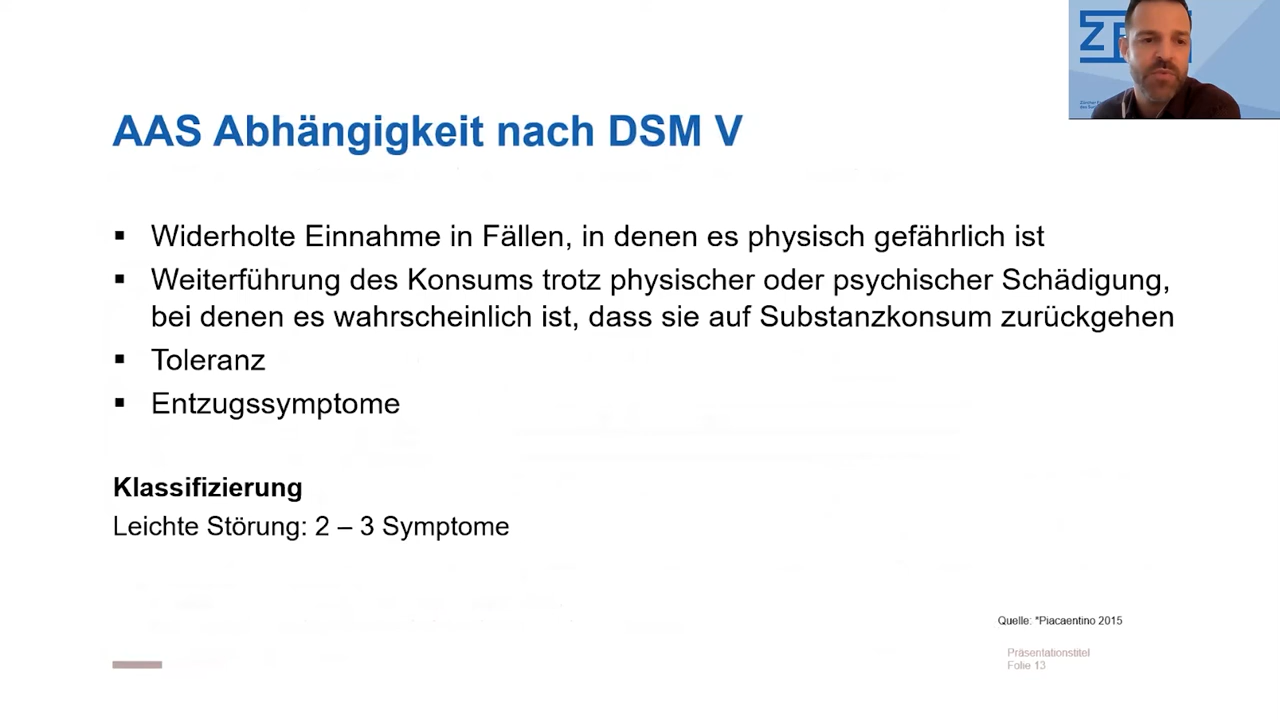 AAS Abhängigkeit nach DSM V
▪ Widerholte Einnahme in Fällen, in denen es physisch gefährlich ist
▪ Weiterführung des Konsums trotz physischer oder psychischer Schädigung,
bei denen es wahrscheinlich ist, dass sie auf Substanzkonsum zurückgehen
▪ Toleranz
▪ Entzugssymptome
Klassifizierung
Leichte Störung: 2 – 3 Symptome
Quelle: *Piacaentino 2015
Präsentationstitel
Folie 13